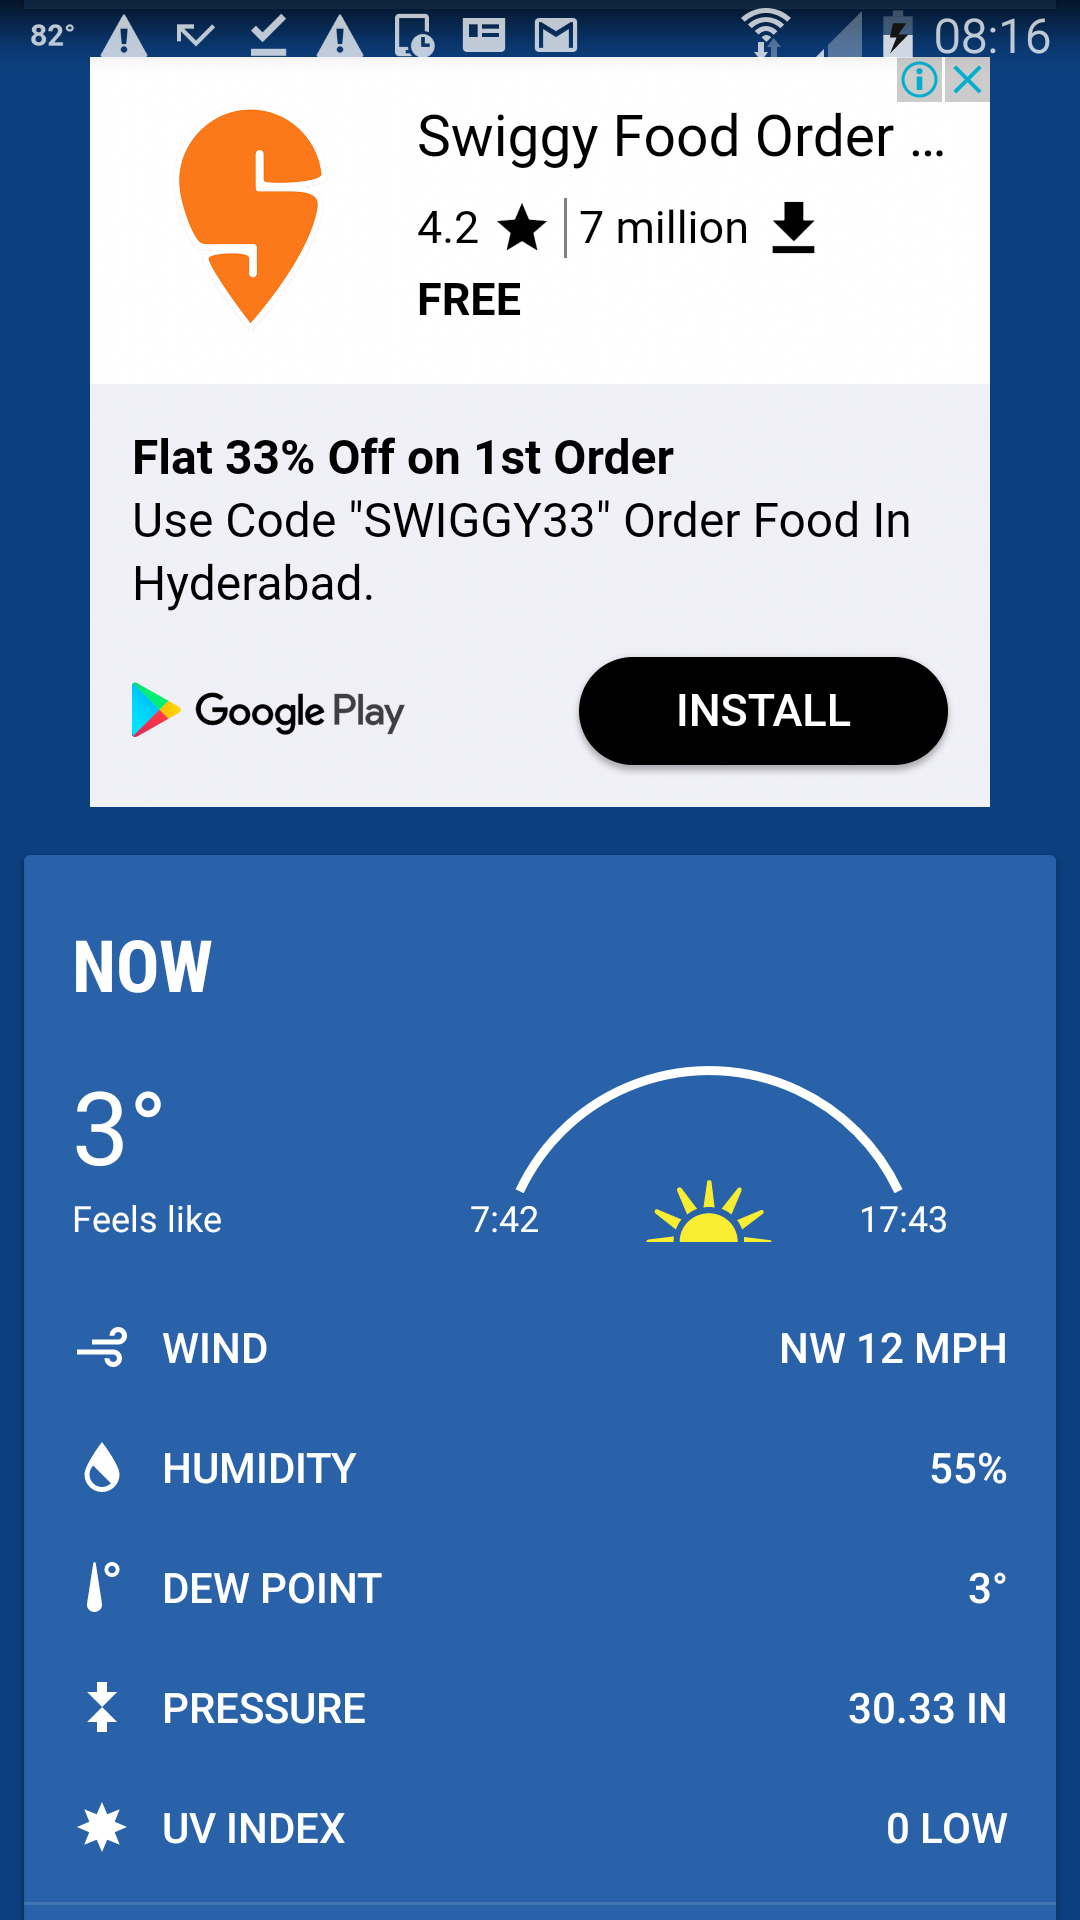 82° 08:16
Swiggy Food Order ...
4.2 7 million
FREE
Flat 33% Off on 1st Order
Use Code "SWIGGY33" Order Food In
Hyderabad.
Google Play INSTALL
NOW
3°
Feels like 7:42 17:43
WIND NW 12 MPH
HUMIDITY 55%
DEW POINT 3°
PRESSURE 30.33 IN
UV INDEX 0 LOW